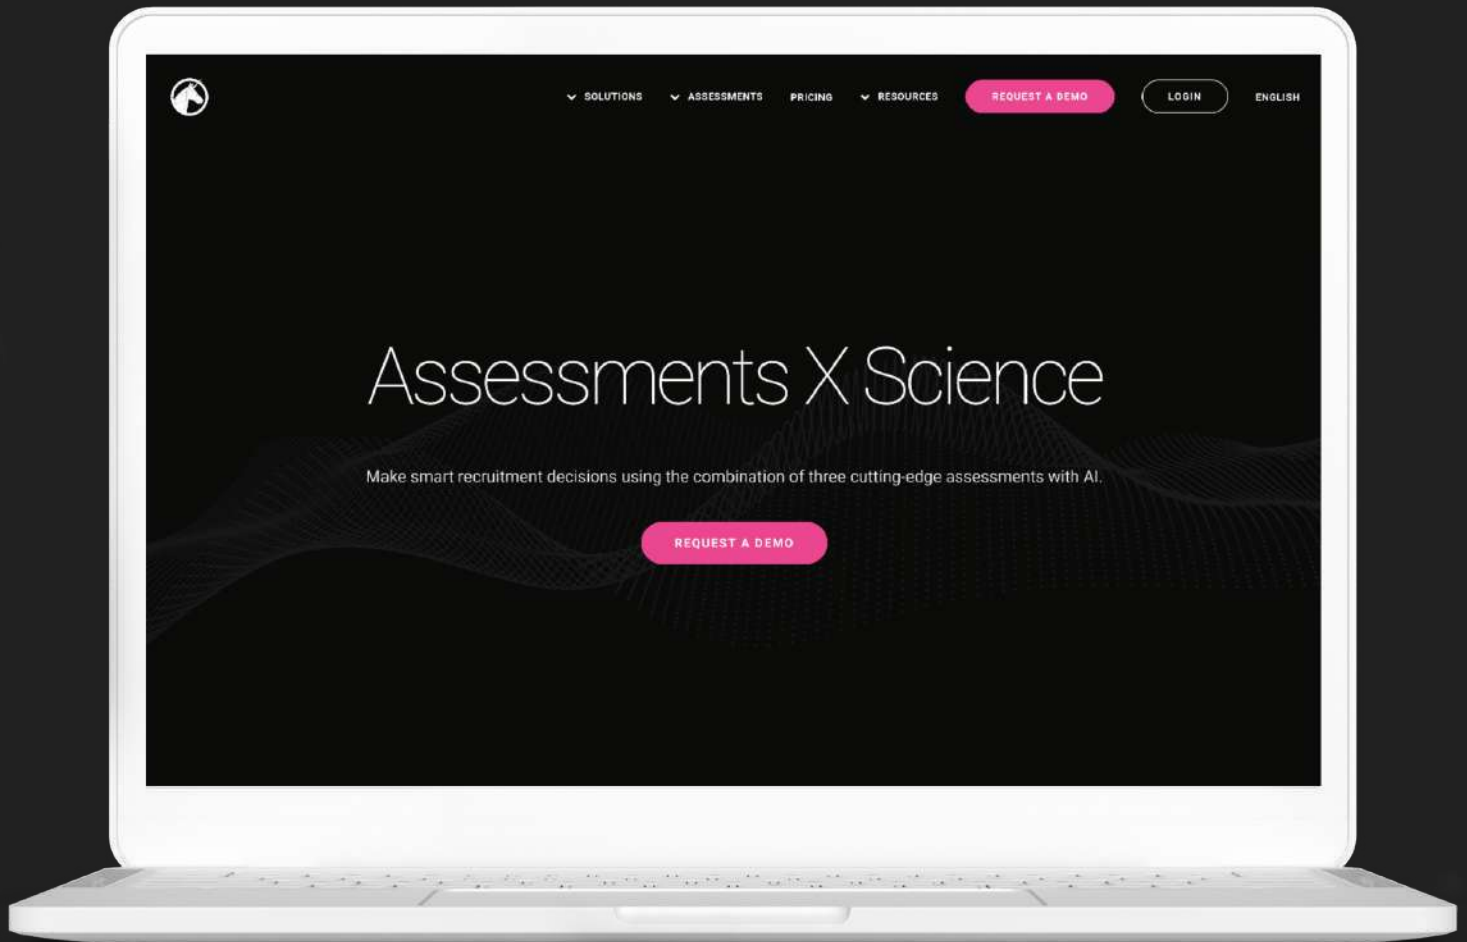 SOLUTIONS ASSESSMENTS PRICING RESOURCES REQUEST A DEMO LOGIN ENGLISH
Assessments X Science
Make smart recruitment decisions using the combination of three cutting-edge assessments with AI.
REQUEST A DEMO